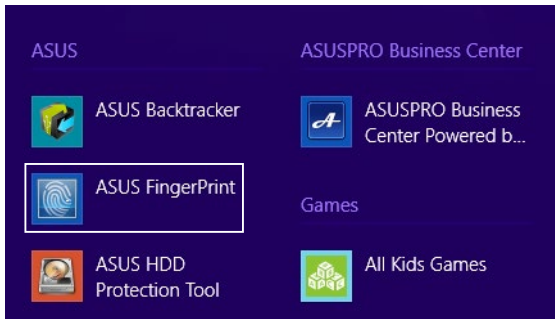 ASUS
ASUS Backtracker
ASUS FingerPrint
ASUS HDD
Protection Tool
ASUSPRO Business Center
ASUSPRO Business
Center Powered b...
Games
All Kids Games